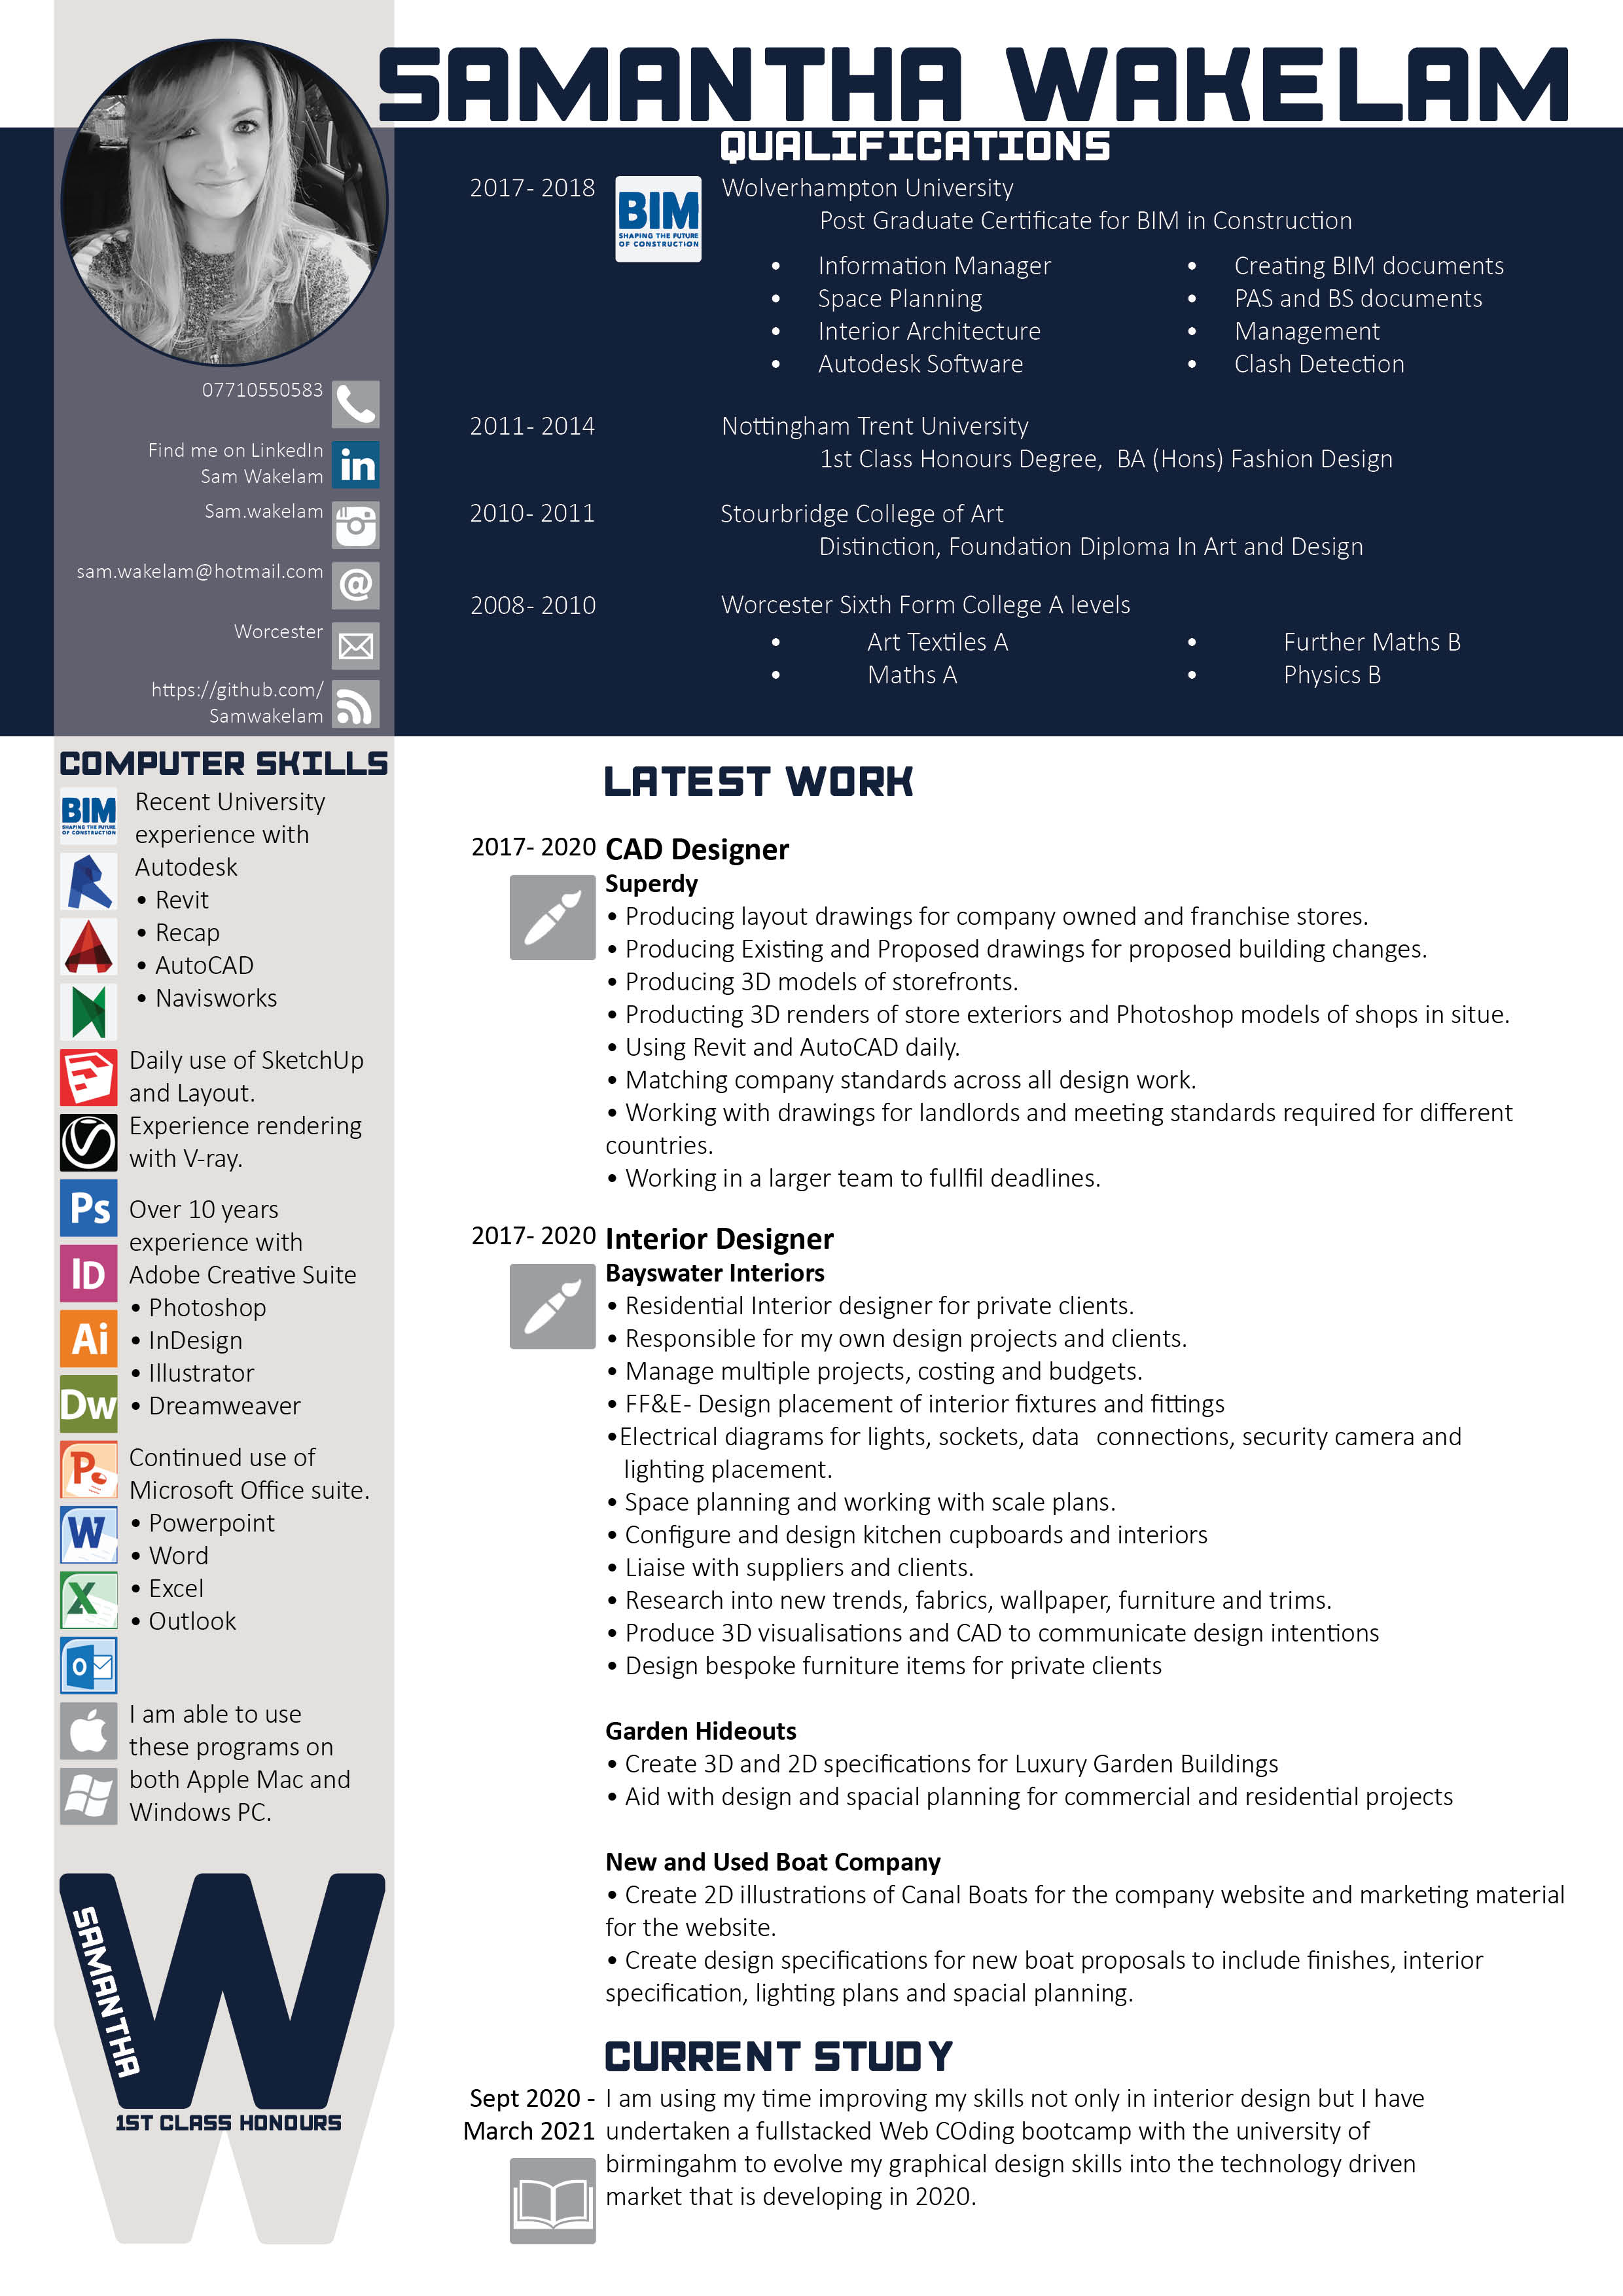 SAMANTHA WAKELAM
QUALIFICATIONS
2017- 2018
BIM
SHAPING THE FUTURE
OF CONSTRUCTION
Wolverhampton University
Post Graduate Certificate for BIM in Construction
• Information Manager
• Space Planning
• Interior Architecture
• Autodesk Software
• Creating BIM documents
• PAS and BS documents
• Management
• Clash Detection
2011- 2014
Nottingham Trent University
1st Class Honours Degree, BA (Hons) Fashion Design
2010- 2011
Stourbridge College of Art
Distinction, Foundation Diploma In Art and Design
2008- 2010
Worcester Sixth Form College A levels
• Art Textiles A
• Maths A
• Further Maths B
• Physics B
07710550583
Find me on LinkedIn
Sam Wakelam
in
Sam.wakelam
sam.wakelam@hotmail.com
@
Worcester
https://github.com/
Samwakelam
COMPUTER SKILLS
BIM
SHAPING THE FUTURE
OF CONSTRUCTION
Recent University
experience with
Autodesk
• Revit
• Recap
• AutoCAD
• Navisworks
Daily use of SketchUp
and Layout.
Experience rendering
with V-ray.
Ps
ID
Ai
Dw
Over 10 years
experience with
Adobe Creative Suite
• Photoshop
• InDesign
• Illustrator
• Dreamweaver
P
W
X
O
Continued use of
Microsoft Office suite.
• Powerpoint
• Word
• Excel
• Outlook
I am able to use
these programs on
both Apple Mac and
Windows PC.
W
SAMANTHA
1ST CLASS HONOURS
LATEST WORK
2017- 2020
CAD Designer
Superdy
• Producing layout drawings for company owned and franchise stores.
• Producing Existing and Proposed drawings for proposed building changes.
• Producing 3D models of storefronts.
• Producting 3D renders of store exteriors and Photoshop models of shops in situe.
• Using Revit and AutoCAD daily.
• Matching company standards across all design work.
• Working with drawings for landlords and meeting standards required for different
countries.
• Working in a larger team to fullfil deadlines.
2017- 2020
Interior Designer
Bayswater Interiors
• Residential Interior designer for private clients.
• Responsible for my own design projects and clients.
• Manage multiple projects, costing and budgets.
• FF&E- Design placement of interior fixtures and fittings
•Electrical diagrams for lights, sockets, data connections, security camera and
lighting placement.
• Space planning and working with scale plans.
• Configure and design kitchen cupboards and interiors
• Liaise with suppliers and clients.
• Research into new trends, fabrics, wallpaper, furniture and trims.
• Produce 3D visualisations and CAD to communicate design intentions
• Design bespoke furniture items for private clients
Garden Hideouts
• Create 3D and 2D specifications for Luxury Garden Buildings
• Aid with design and spacial planning for commercial and residential projects
New and Used Boat Company
• Create 2D illustrations of Canal Boats for the company website and marketing material
for the website.
• Create design specifications for new boat proposals to include finishes, interior
specification, lighting plans and spacial planning.
CURRENT STUDY
Sept 2020 -
March 2021
I am using my time improving my skills not only in interior design but I have
undertaken a fullstacked Web COding bootcamp with the university of
birmingahm to evolve my graphical design skills into the technology driven
market that is developing in 2020.